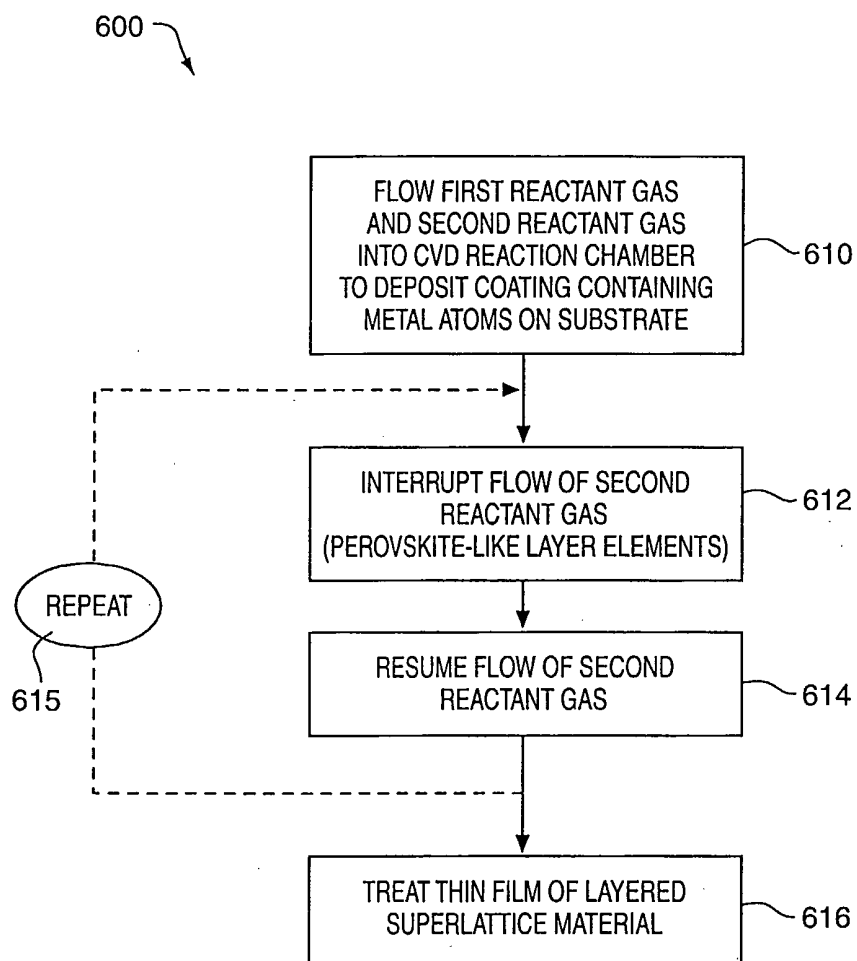 600
FLOW FIRST REACTANT GAS
AND SECOND REACTANT GAS
INTO CVD REACTION CHAMBER
TO DEPOSIT COATING CONTAINING
METAL ATOMS ON SUBSTRATE
610
INTERRUPT FLOW OF SECOND
REACTANT GAS
(PEROVSKITE-LIKE LAYER ELEMENTS)
612
REPEAT
615
RESUME FLOW OF SECOND
REACTANT GAS
614
TREAT THIN FILM OF LAYERED
SUPERLATTICE MATERIAL
616